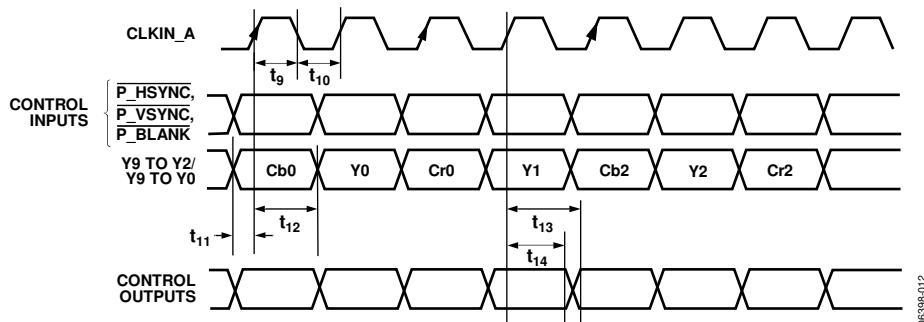 CLKIN_A
t9
t10
CONTROL
INPUTS
P_HSYNC,
P_VSYNC,
P_BLANK
Y9 TO Y2/
Y9 TO Y0
Cb0
Y0
Cr0
Y1
Cb2
Y2
Cr2
t11
t12
t13
t14
CONTROL
OUTPUTS